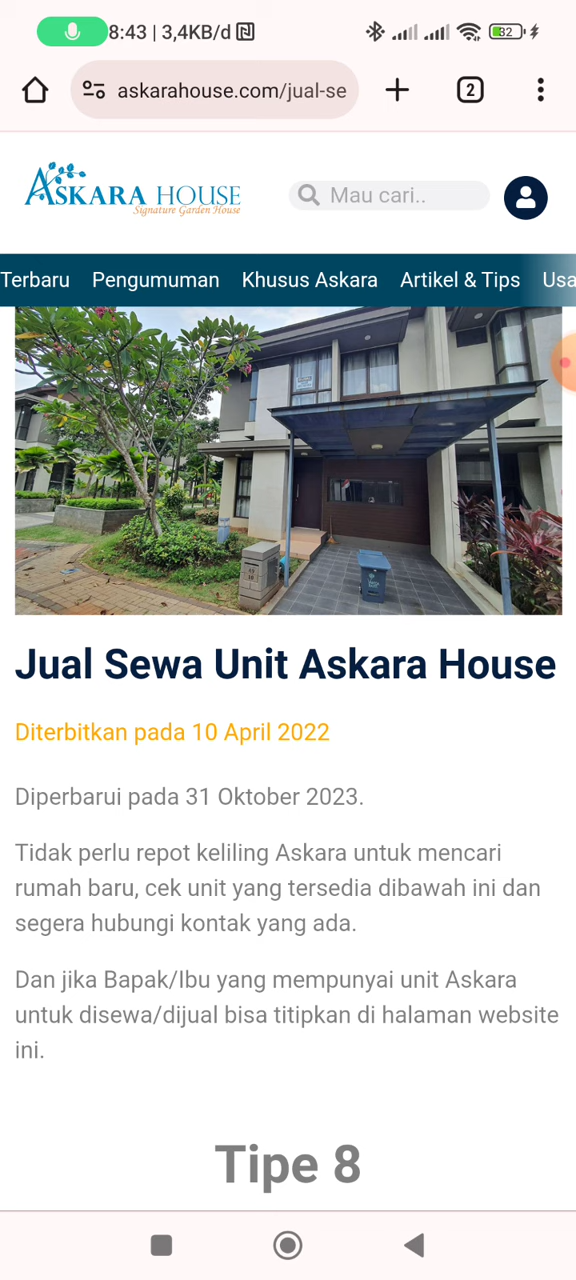 8:43 | 3,4KB/d
32
askarahouse.com/jual-se
2
ASKARA HOUSE
Signature Garden House
Mau cari..
Terbaru Pengumuman Khusus Askara Artikel & Tips Usa
Jual Sewa Unit Askara House
Diterbitkan pada 10 April 2022
Diperbarui pada 31 Oktober 2023.
Tidak perlu repot keliling Askara untuk mencari
rumah baru, cek unit yang tersedia dibawah ini dan
segera hubungi kontak yang ada.
Dan jika Bapak/Ibu yang mempunyai unit Askara
untuk disewa/dijual bisa titipkan di halaman website
ini.
Tipe 8